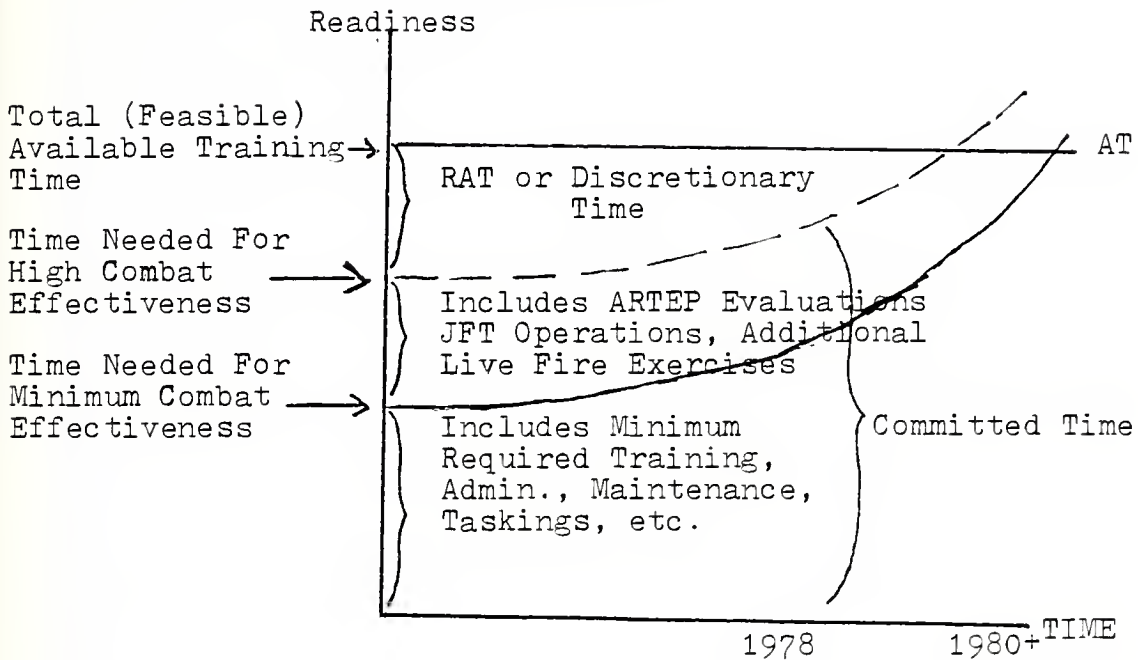 Readiness
Total (Feasible)
Available Training
Time
AT
RAT or Discretionary
Time
Time Needed For
High Combat
Effectiveness
Includes ARTEP Evaluations
JFT Operations, Additional
Live Fire Exercises
Time Needed For
Minimum Combat
Effectiveness
Includes Minimum
Required Training,
Admin., Maintenance,
Taskings, etc.
Committed Time
1978
1980+
TIME